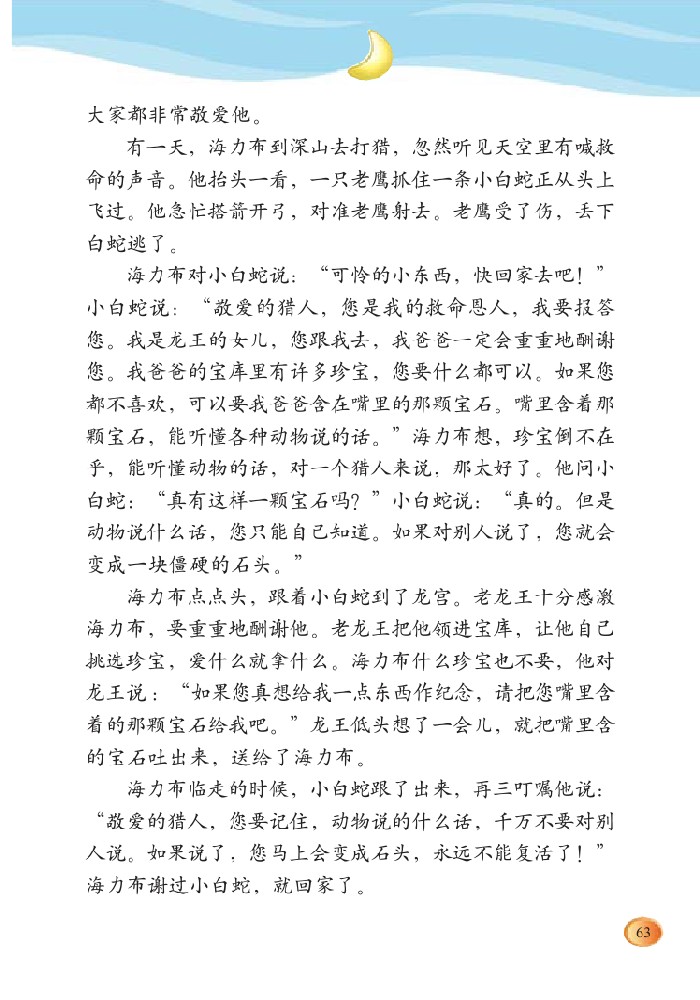 大家都非常敬爱他。
有一天，海力布到深山去打猎，忽然听见天空里有喊救
命的声音。他抬头一看，一只老鹰抓住一条小白蛇正从头上
飞过。他急忙搭箭开弓，对准老鹰射去。老鹰受了伤，丢下
白蛇逃了。
海力布对小白蛇说：“可怜的小东西，快回家去吧！”
小白蛇说：“敬爱的猎人，您是我的救命恩人，我要报答
您。我是龙王的女儿，您跟我去，我爸爸一定会重重地酬谢
您。我爸爸的宝库里有许多珍宝，您要什么都可以。如果您
都不喜欢，可以要我爸爸含在嘴里的那颗宝石。嘴里含着那
颗宝石，能听懂各种动物说的话。”海力布想，珍宝倒不在
乎，能听懂动物的话，对一个猎人来说，那太好了。他问小
白蛇：“真有这样一颗宝石吗？”小白蛇说：“真的。但是
动物说什么话，您只能自己知道。如果对别人说了，您就会
变成一块僵硬的石头。”
海力布点点头，跟着小白蛇到了龙宫。老龙王十分感激
海力布，要重重地酬谢他。老龙王把他领进宝库，让他自己
挑选珍宝，爱什么就拿什么。海力布什么珍宝也不要，他对
龙王说：“如果您真想给我一点东西作纪念，请把您嘴里含
着的那颗宝石给我吧。”龙王低头想了一会儿，就把嘴里含
的宝石吐出来，送给了海力布。
海力布临走的时候，小白蛇跟了出来，再三叮嘱他说：
“敬爱的猎人，您要记住，动物说的什么话，千万不要对别
人说。如果说了，您马上会变成石头，永远不能复活了！”
海力布谢过小白蛇，就回家了。
63